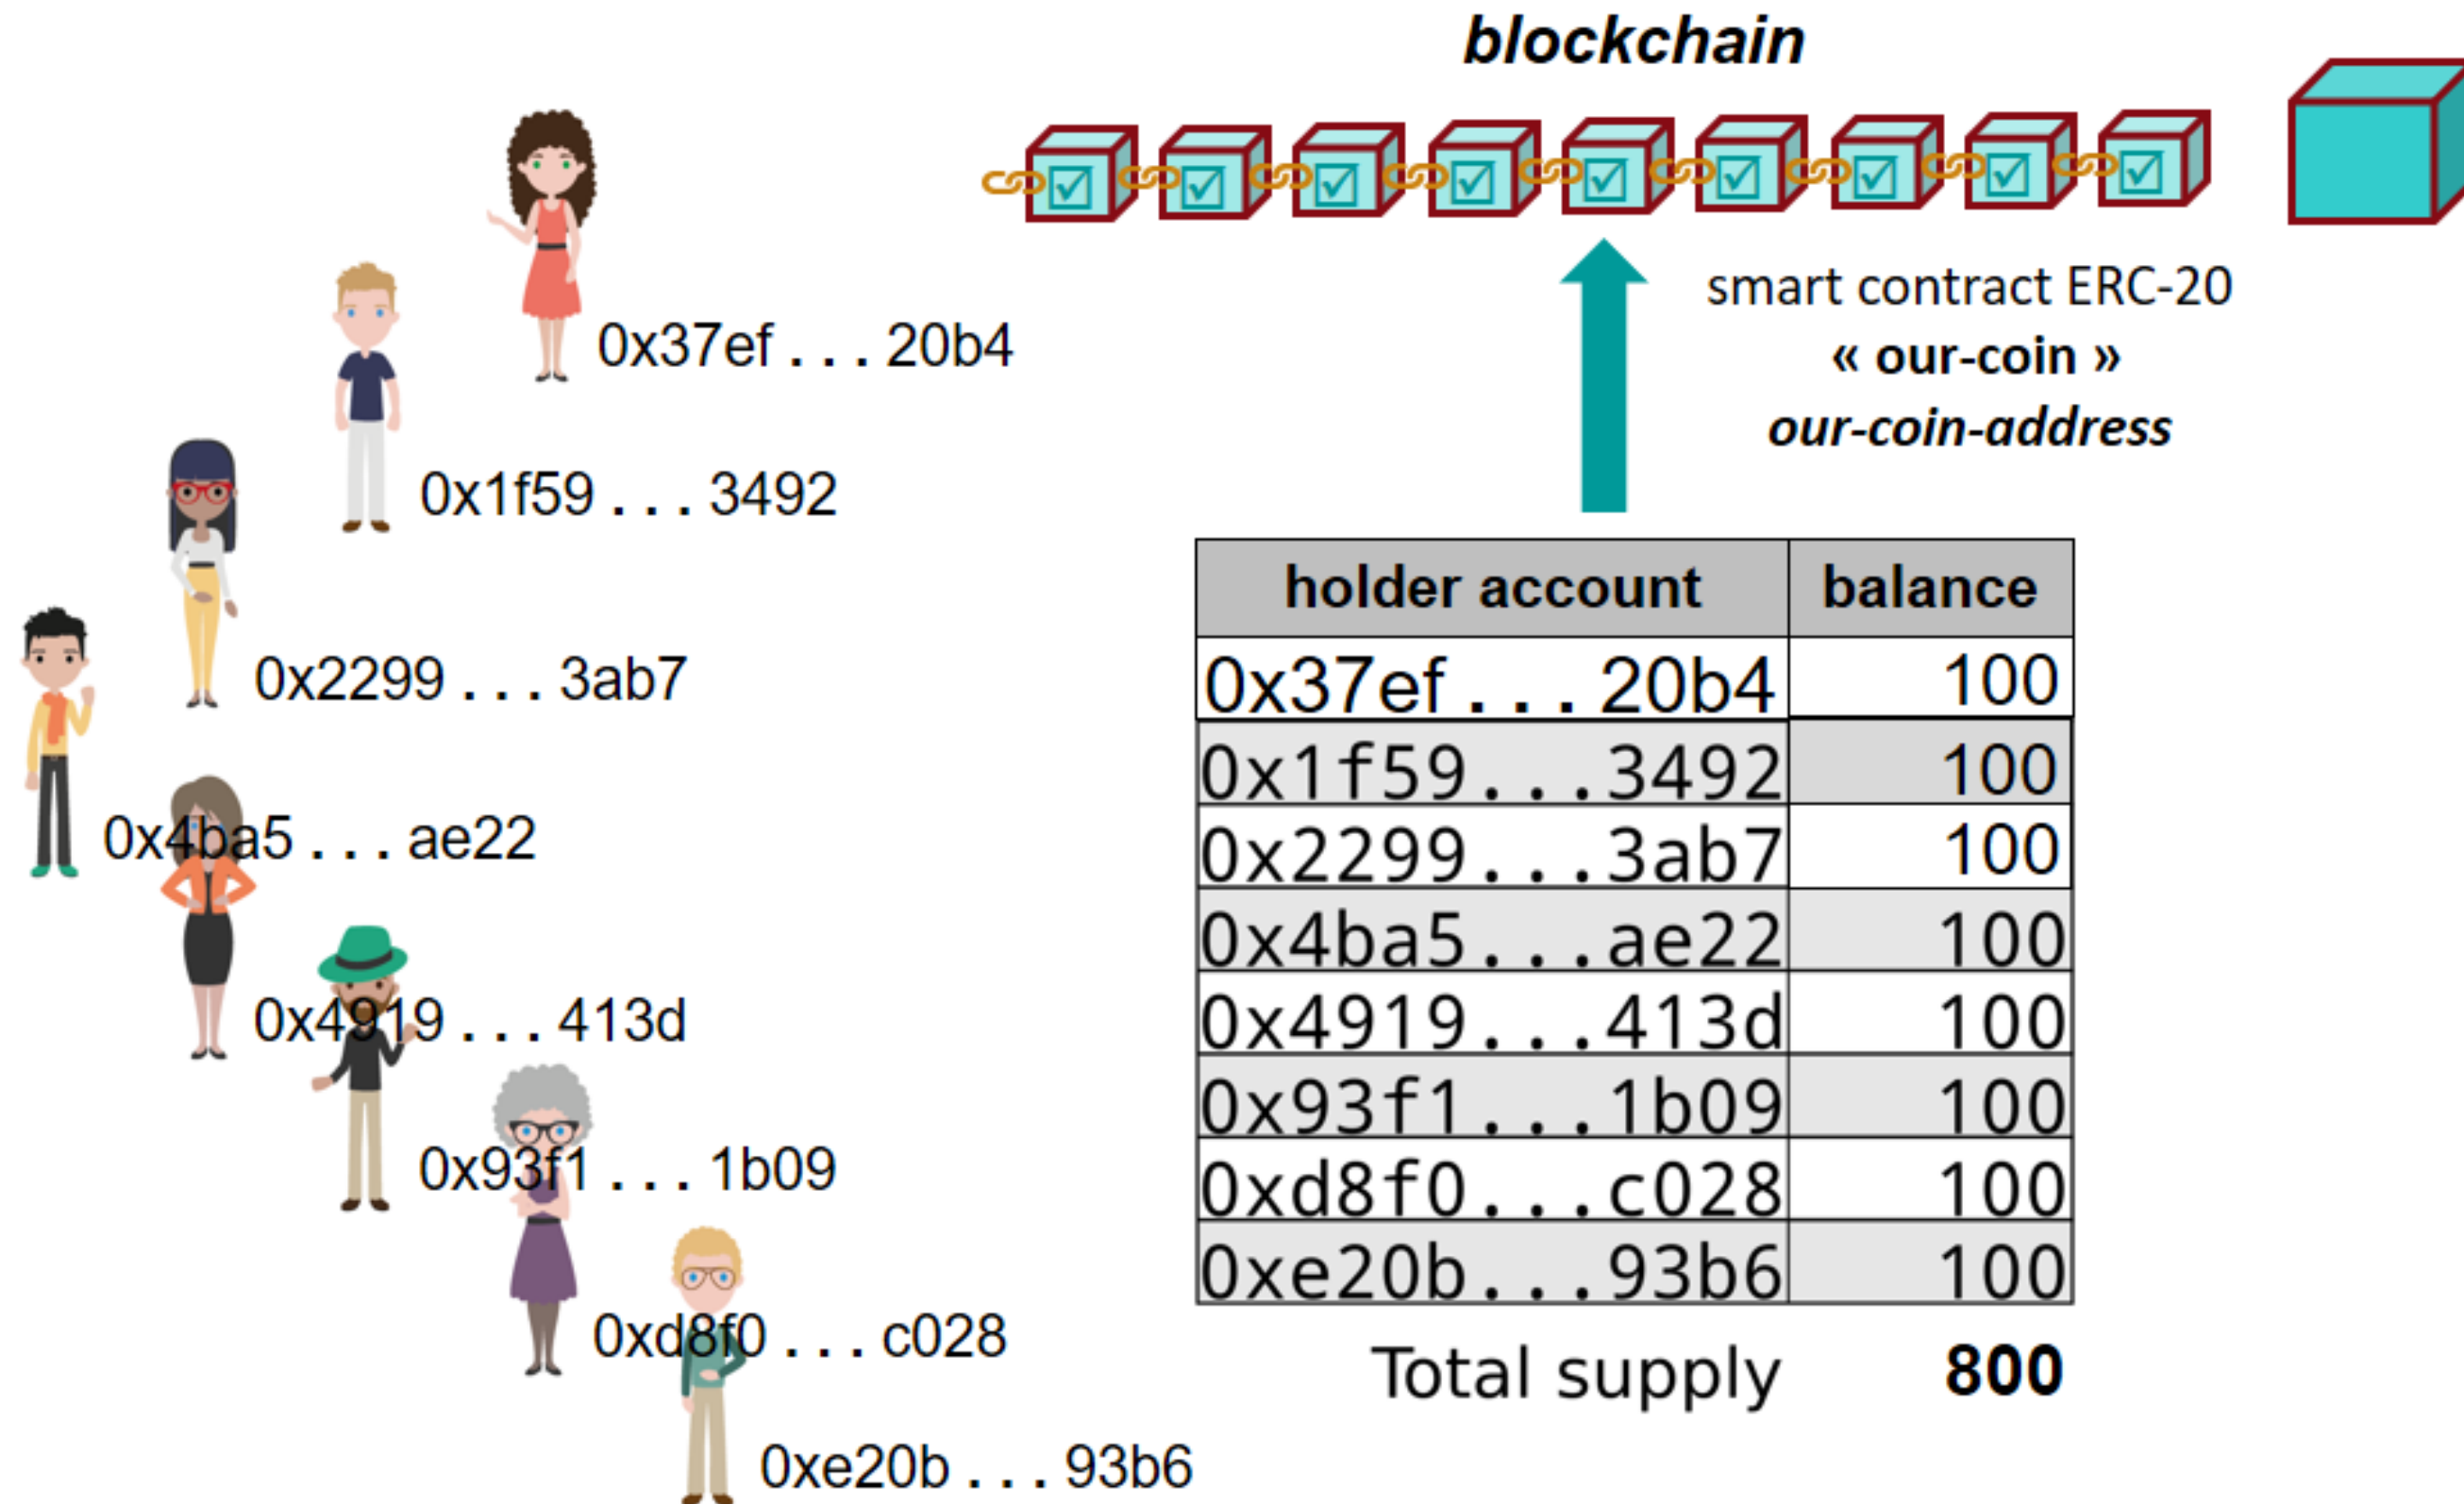 blockchain
0x37ef . . . 20b4
0x1f59 . . . 3492
0x2299 . . . 3ab7
0x4ba5 . . . ae22
0x4919 . . . 413d
0x93f1 . . . 1b09
0xd8f0 . . . c028
0xe20b . . . 93b6
smart contract ERC-20
« our-coin »
our-coin-address
holder account balance
0x37ef . . . 20b4 100
0x1f59...3492 100
0x2299...3ab7 100
0x4ba5...ae22 100
0x4919...413d 100
0x93f1...1b09 100
0xd8f0...c028 100
0xe20b...93b6 100
Total supply 800